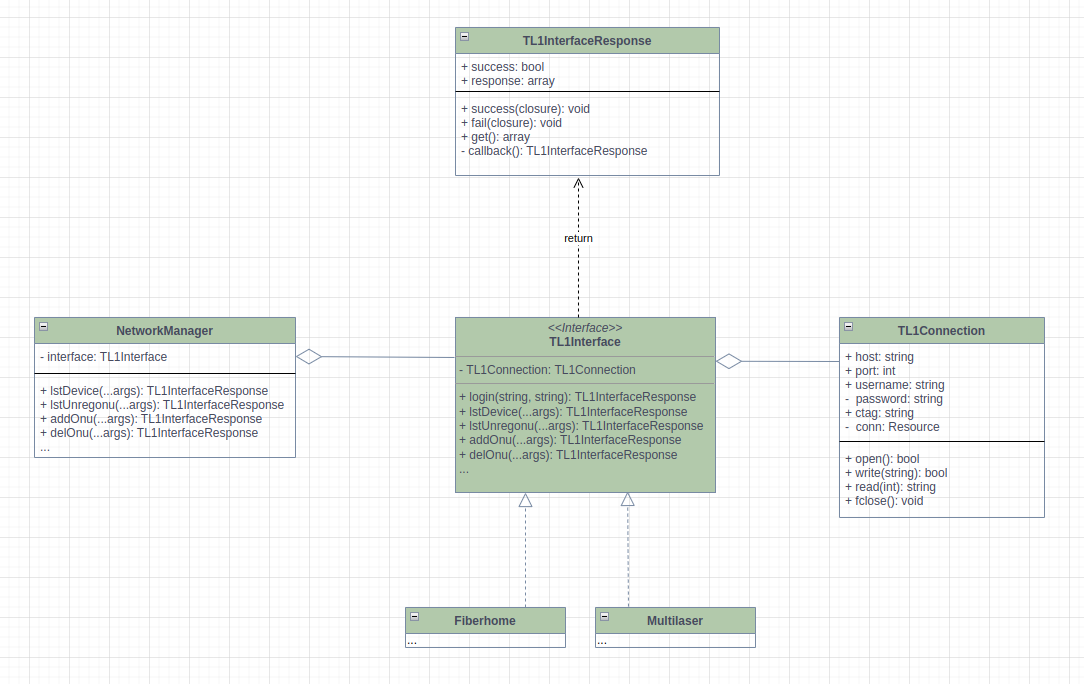 TL1InterfaceResponse
+ success: bool
+ response: array
+ success(closure): void
+ fail(closure): void
+ get(): array
- callback(): TL1InterfaceResponse
return
NetworkManager
- interface: TL1Interface
+ lstDevice(...args): TL1InterfaceResponse
+ lstUnregonu(...args): TL1InterfaceResponse
+ addOnu(...args): TL1InterfaceResponse
+ delOnu(...args): TL1InterfaceResponse
...
<<Interface>>
TL1Interface
- TL1Connection: TL1Connection
+ login(string, string): TL1InterfaceResponse
+ lstDevice(...args): TL1InterfaceResponse
+ lstUnregonu(...args): TL1InterfaceResponse
+ addOnu(...args): TL1InterfaceResponse
+ delOnu(...args): TL1InterfaceResponse
...
TL1Connection
+ host: string
+ port: int
+ username: string
- password: string
+ ctag: string
- conn: Resource
+ open(): bool
+ write(string): bool
+ read(int): string
+ fclose(): void
Fiberhome
...
Multilaser
...